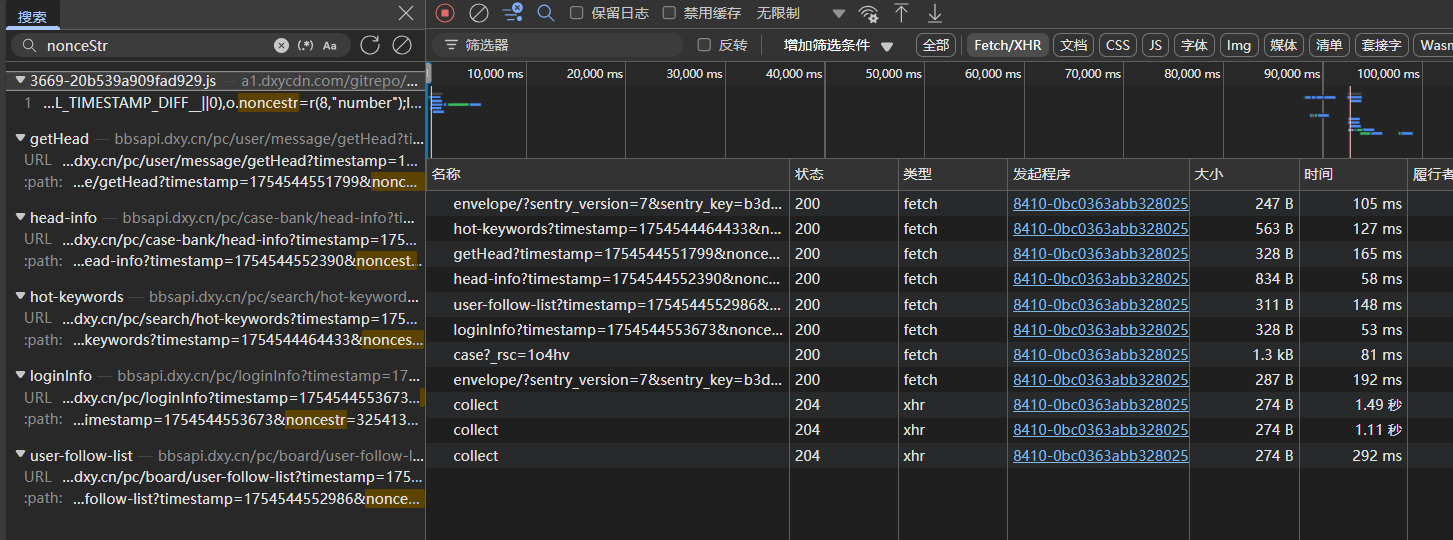 搜索
nonceStr
(.*)
Aa
3669-20b539a909fad929.js — a1.dxycdn.com/gitrepo/...
1 ...L_TIMESTAMP_DIFF__||0),o.noncestr=r(8,"number");l...
getHead — bbsapi.dxy.cn/pc/user/message/getHead?ti...
URL ...dxy.cn/pc/user/message/getHead?timestamp=1...
:path: ...e/getHead?timestamp=1754544551799&nonc...
head-info — bbsapi.dxy.cn/pc/case-bank/head-info?tim...
URL ...dxy.cn/pc/case-bank/head-info?timestamp=175...
:path: ...ead-info?timestamp=1754544552390&noncest...
hot-keywords — bbsapi.dxy.cn/pc/search/hot-keyword...
URL ...dxy.cn/pc/search/hot-keywords?timestamp=175...
:path: ...keywords?timestamp=1754544464433&nonces...
loginInfo — bbsapi.dxy.cn/pc/loginInfo?timestamp=17...
URL ...dxy.cn/pc/loginInfo?timestamp=1754544553673...
:path: ...imestamp=1754544553673&noncestr=325413...
user-follow-list — bbsapi.dxy.cn/pc/board/user-follow-l...
URL ...dxy.cn/pc/board/user-follow-list?timestamp=175...
:path: ...follow-list?timestamp=1754544552986&nonce...
保留日志
禁用缓存
无限制
筛选器
反转
增加筛选条件
全部
Fetch/XHR
文档
CSS
JS
字体
Img
媒体
清单
套接字
Wasm
10,000 ms
20,000 ms
30,000 ms
40,000 ms
50,000 ms
60,000 ms
70,000 ms
80,000 ms
90,000 ms
100,000 ms
名称 状态 类型 发起程序 大小 时间 履行者
envelope/?sentry_version=7&sentry_key=b3d... 200 fetch 8410-0bc0363abb328025 247 B 105 ms
hot-keywords?timestamp=1754544464433&n... 200 fetch 8410-0bc0363abb328025 563 B 127 ms
getHead?timestamp=1754544551799&nonce... 200 fetch 8410-0bc0363abb328025 328 B 165 ms
head-info?timestamp=1754544552390&nonce... 200 fetch 8410-0bc0363abb328025 834 B 58 ms
user-follow-list?timestamp=1754544552986&... 200 fetch 8410-0bc0363abb328025 311 B 148 ms
loginInfo?timestamp=1754544553673&nonce... 200 fetch 8410-0bc0363abb328025 328 B 53 ms
case?_rsc=1o4hv 200 fetch 8410-0bc0363abb328025 1.3 kB 81 ms
envelope/?sentry_version=7&sentry_key=b3d... 200 fetch 8410-0bc0363abb328025 287 B 192 ms
collect 204 xhr 8410-0bc0363abb328025 274 B 1.49 秒
collect 204 xhr 8410-0bc0363abb328025 274 B 1.11 秒
collect 204 xhr 8410-0bc0363abb328025 274 B 292 ms